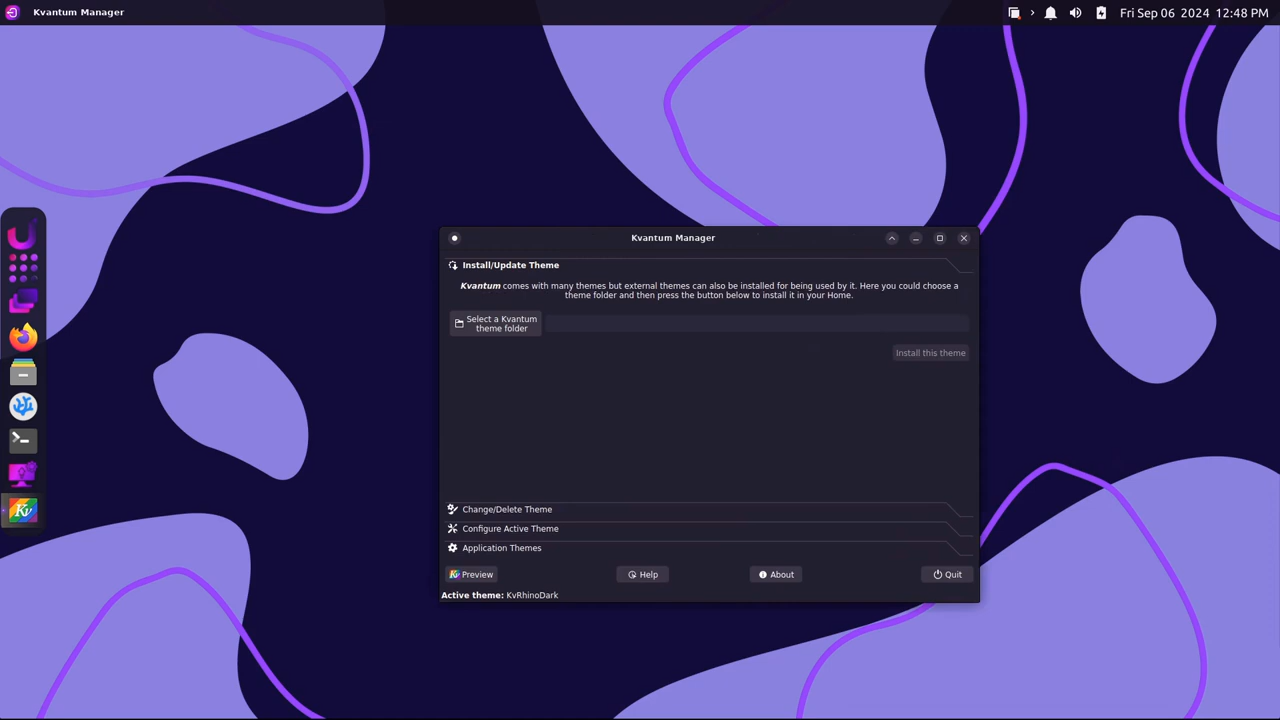 Kvantum Manager
Fri Sep 06 2024 12:48 PM
Kvantum Manager
Install/Update Theme
Kvantum comes with many themes but external themes can also be installed for being used by it. Here you could choose a
theme folder and then press the button below to install it in your Home.
Select a Kvantum
theme folder
Install this theme
Change/Delete Theme
Configure Active Theme
Application Themes
Preview
Help
About
Quit
Active theme: KvRhinoDark